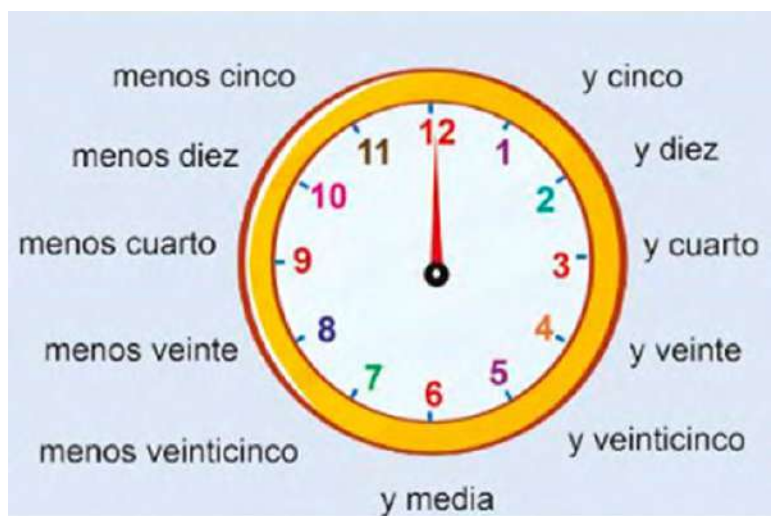 menos cinco
y cinco
menos diez
y diez
menos cuarto
y cuarto
menos veinte
y veinte
menos veinticinco
y veinticinco
y media
12
1
2
3
4
5
6
7
8
9
10
11